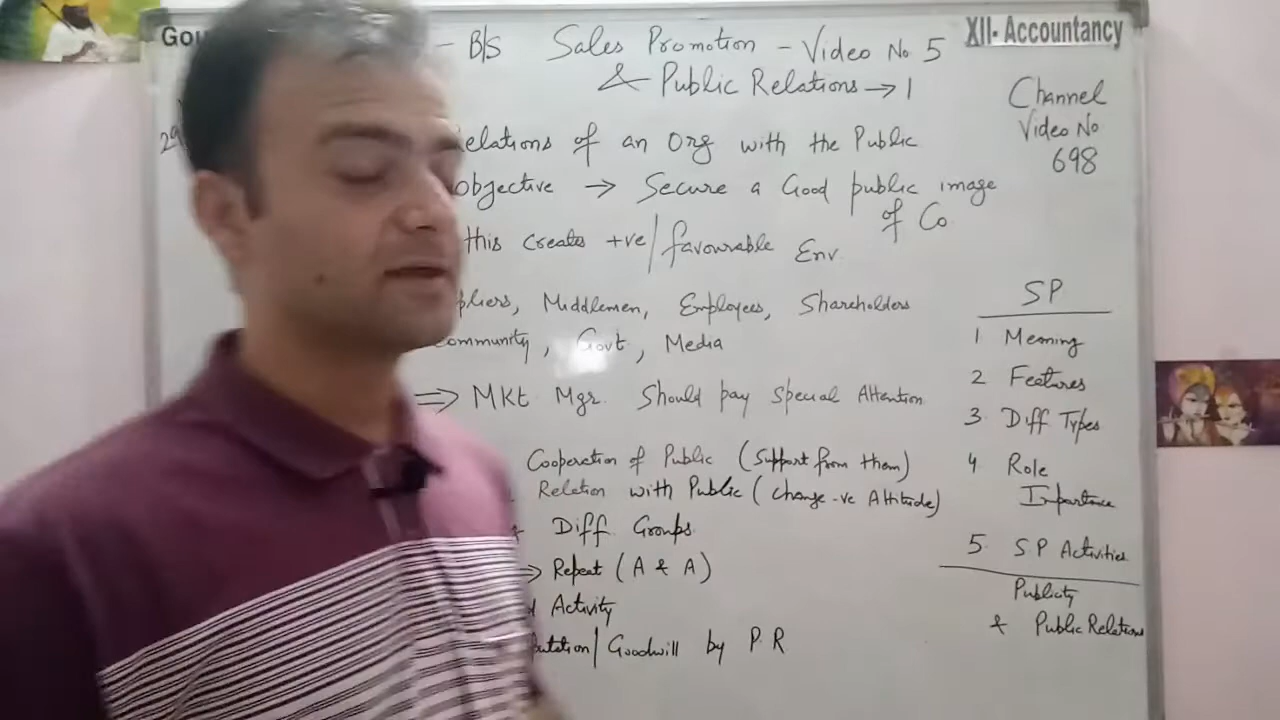 - B/S Sales Promotion - Video No 5
XII- Accountancy
& Public Relations → 1
Channel
Video No
698
elations of an Org with the Public
objective → Secure a Good public image
of Co.
this creates +ve/favourable Env.
pliers, Middlemen, Employees, Shareholders
ommunity, Govt, Media
⇒ MKt Mgr. Should pay special Attention
Cooperation of Public (Support from them)
Relation with Public (Change -ve Attitude)
Diff Groups
⇒ Repeat (A & A)
Activity
putation/Goodwill by P R
SP
1 Meaning
2 Features
3 Diff Types
4 Role
Importance
5. SP Activities
Publicity
& Public Relations